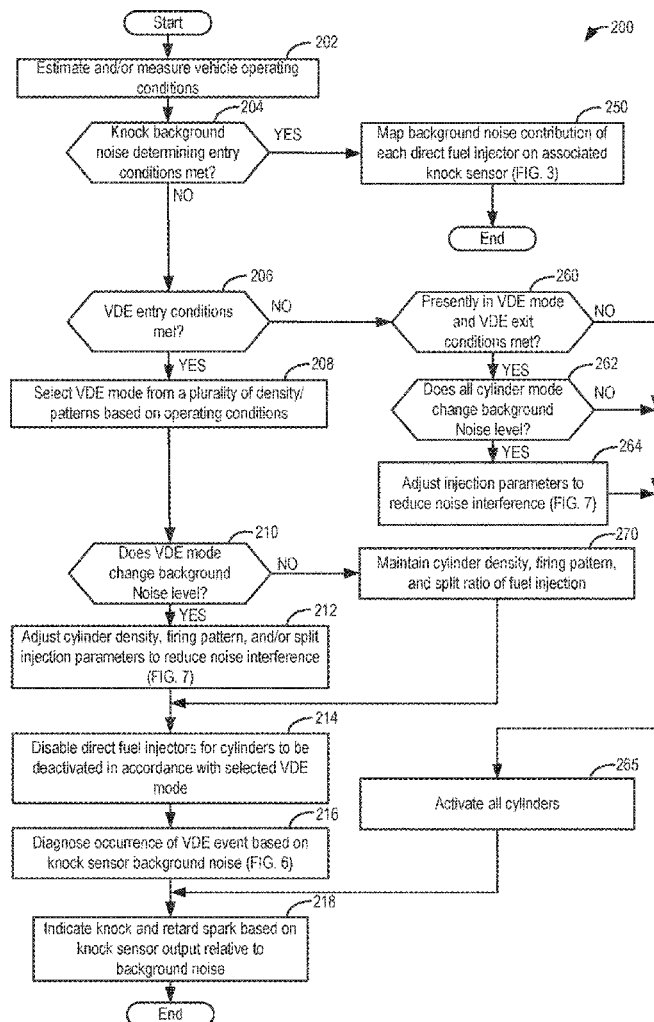 Start
200
202
Estimate and/or measure vehicle operating
conditions
204
Knock background
noise determining entry
conditions met?
YES
NO
250
Map background noise contribution of
each direct fuel injector on associated
knock sensor (FIG. 3)
End
206
VDE entry conditions
met?
NO
YES
260
Presently in VDE mode
and VDE exit
conditions met?
NO
YES
208
Select VDE mode from a plurality of density/
patterns based on operating conditions
262
Does all cylinder mode
change background
Noise level?
NO
YES
264
Adjust injection parameters to
reduce noise interference (FIG. 7)
210
Does VDE mode
change background
Noise level?
NO
YES
270
Maintain cylinder density, firing pattern,
and split ratio of fuel injection
212
Adjust cylinder density, firing pattern, and/or split
injection parameters to reduce noise interference
(FIG. 7)
214
Disable direct fuel injectors for cylinders to be
deactivated in accordance with selected VDE
mode
265
Activate all cylinders
216
Diagnose occurrence of VDE event based on
knock sensor background noise (FIG. 6)
218
Indicate knock and retard spark based on
knock sensor output relative to
background noise
End